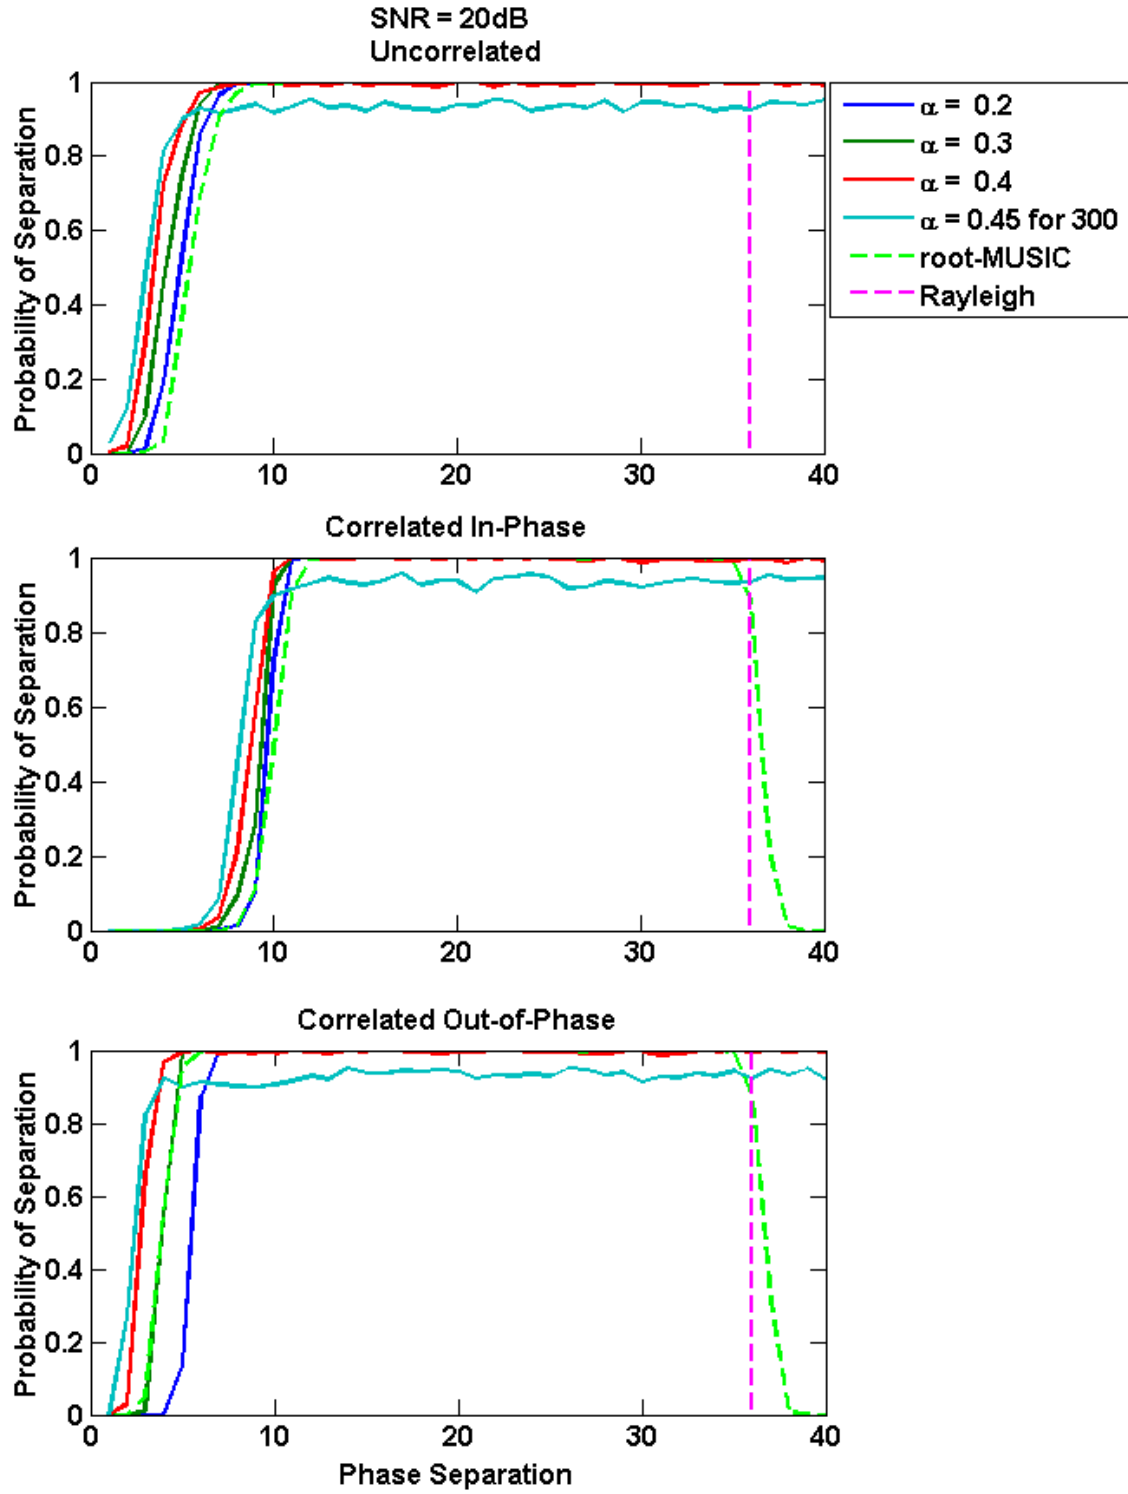 SNR = 20dB
Uncorrelated
Probability of Separation
1
0.8
0.6
0.4
0.2
0
0 10 20 30 40
α = 0.2
α = 0.3
α = 0.4
α = 0.45 for 300
root-MUSIC
Rayleigh
Correlated In-Phase
Probability of Separation
1
0.8
0.6
0.4
0.2
0
0 10 20 30 40
Correlated Out-of-Phase
Probability of Separation
1
0.8
0.6
0.4
0.2
0
0 10 20 30 40
Phase Separation